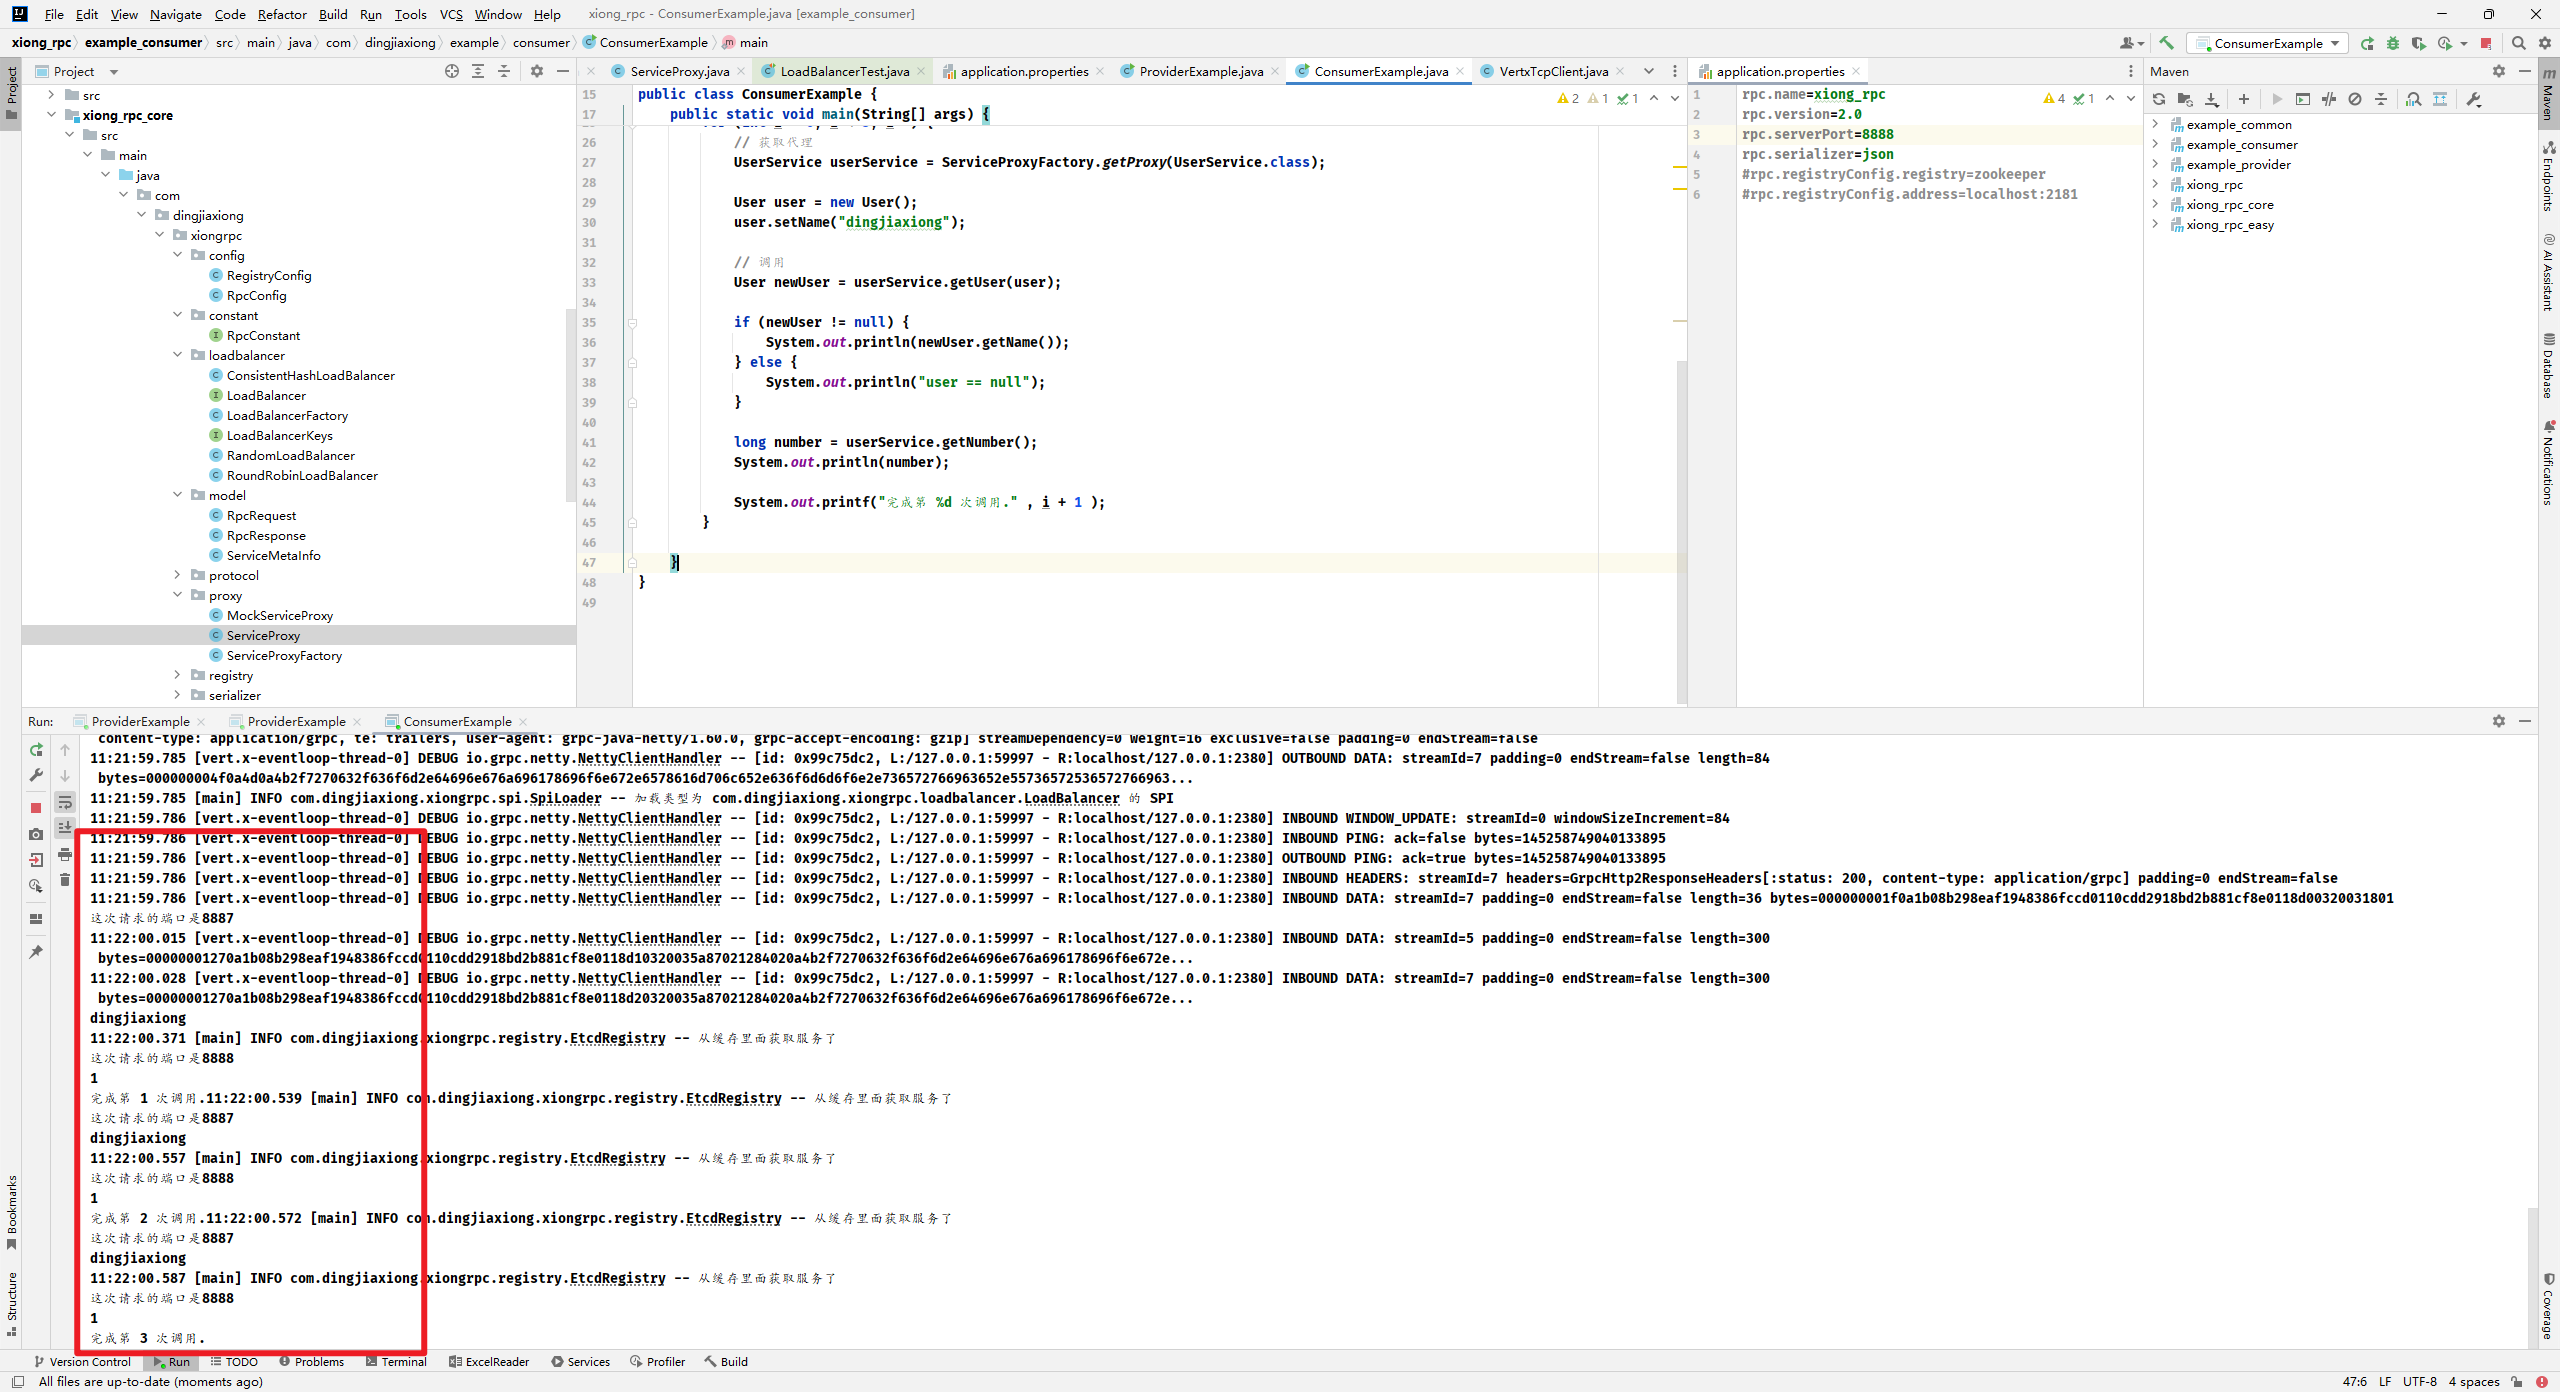 File Edit View Navigate Code Refactor Build Run Tools VCS Window Help xiong_rpc - ConsumerExample.java [example_consumer]
xiong_rpc example_consumer src main java com dingjiaxiong example consumer ConsumerExample main
ConsumerExample
Project
src
xiong_rpc_core
src
main
java
com
dingjiaxiong
xiongrpc
config
RegistryConfig
RpcConfig
constant
RpcConstant
loadbalancer
ConsistentHashLoadBalancer
LoadBalancer
LoadBalancerFactory
LoadBalancerKeys
RandomLoadBalancer
RoundRobinLoadBalancer
model
RpcRequest
RpcResponse
ServiceMetaInfo
protocol
proxy
MockServiceProxy
ServiceProxy
ServiceProxyFactory
registry
serializer
ServiceProxy.java LoadBalancerTest.java application.properties ProviderExample.java ConsumerExample.java VertxTcpClient.java
2 1 1
15 public class ConsumerExample {
17 public static void main(String[] args) {
26 // 获取代理
27 UserService userService = ServiceProxyFactory.getProxy(UserService.class);
28
29 User user = new User();
30 user.setName("dingjiaxiong");
31
32 // 调用
33 User newUser = userService.getUser(user);
34
35 if (newUser != null) {
36 System.out.println(newUser.getName());
37 } else {
38 System.out.println("user == null");
39 }
40
41 long number = userService.getNumber();
42 System.out.println(number);
43
44 System.out.printf("完成第 %d 次调用." , i + 1 );
45 }
46
47 }
48 }
49
application.properties
4 1
1 rpc.name=xiong_rpc
2 rpc.version=2.0
3 rpc.serverPort=8888
4 rpc.serializer=json
5 #rpc.registryConfig.registry=zookeeper
6 #rpc.registryConfig.address=localhost:2181
Maven
example_common
example_consumer
example_provider
xiong_rpc
xiong_rpc_core
xiong_rpc_easy
Maven
Endpoints
AI Assistant
Database
Notifications
Coverage
Project
Bookmarks
Structure
Run: ProviderExample ProviderExample ConsumerExample
content-type: application/grpc, te: trailers, user-agent: grpc-java-netty/1.60.0, grpc-accept-encoding: gzip] streamDependency=0 weight=16 exclusive=false padding=0 endStream=false
11:21:59.785 [vert.x-eventloop-thread-0] DEBUG io.grpc.netty.NettyClientHandler -- [id: 0x99c75dc2, L:/127.0.0.1:59997 - R:localhost/127.0.0.1:2380] OUTBOUND DATA: streamId=7 padding=0 endStream=false length=84
bytes=000000004f0a4d0a4b2f7270632f636f6d2e64696e676a696178696f6e672e6578616d706c652e636f6d6d6f6e2e736572766963652e55736572536572766963...
11:21:59.785 [main] INFO com.dingjiaxiong.xiongrpc.spi.SpiLoader -- 加载类型为 com.dingjiaxiong.xiongrpc.loadbalancer.LoadBalancer 的 SPI
11:21:59.786 [vert.x-eventloop-thread-0] DEBUG io.grpc.netty.NettyClientHandler -- [id: 0x99c75dc2, L:/127.0.0.1:59997 - R:localhost/127.0.0.1:2380] INBOUND WINDOW_UPDATE: streamId=0 windowSizeIncrement=84
11:21:59.786 [vert.x-eventloop-thread-0] DEBUG io.grpc.netty.NettyClientHandler -- [id: 0x99c75dc2, L:/127.0.0.1:59997 - R:localhost/127.0.0.1:2380] INBOUND PING: ack=false bytes=145258749040133895
11:21:59.786 [vert.x-eventloop-thread-0] DEBUG io.grpc.netty.NettyClientHandler -- [id: 0x99c75dc2, L:/127.0.0.1:59997 - R:localhost/127.0.0.1:2380] OUTBOUND PING: ack=true bytes=145258749040133895
11:21:59.786 [vert.x-eventloop-thread-0] DEBUG io.grpc.netty.NettyClientHandler -- [id: 0x99c75dc2, L:/127.0.0.1:59997 - R:localhost/127.0.0.1:2380] INBOUND HEADERS: streamId=7 headers=GrpcHttp2ResponseHeaders[:status: 200, content-type: application/grpc] padding=0 endStream=false
11:21:59.786 [vert.x-eventloop-thread-0] DEBUG io.grpc.netty.NettyClientHandler -- [id: 0x99c75dc2, L:/127.0.0.1:59997 - R:localhost/127.0.0.1:2380] INBOUND DATA: streamId=7 padding=0 endStream=false length=36 bytes=000000001f0a1b08b298eaf1948386fccd0110cdd2918bd2b881cf8e0118d00320031801
这次请求的端口是8887
11:22:00.015 [vert.x-eventloop-thread-0] DEBUG io.grpc.netty.NettyClientHandler -- [id: 0x99c75dc2, L:/127.0.0.1:59997 - R:localhost/127.0.0.1:2380] INBOUND DATA: streamId=5 padding=0 endStream=false length=300
bytes=00000001270a1b08b298eaf1948386fccd0110cdd2918bd2b881cf8e0118d10320035a87021284020a4b2f7270632f636f6d2e64696e676a696178696f6e672e...
11:22:00.028 [vert.x-eventloop-thread-0] DEBUG io.grpc.netty.NettyClientHandler -- [id: 0x99c75dc2, L:/127.0.0.1:59997 - R:localhost/127.0.0.1:2380] INBOUND DATA: streamId=7 padding=0 endStream=false length=300
bytes=00000001270a1b08b298eaf1948386fccd0110cdd2918bd2b881cf8e0118d20320035a87021284020a4b2f7270632f636f6d2e64696e676a696178696f6e672e...
dingjiaxiong
11:22:00.371 [main] INFO com.dingjiaxiong.xiongrpc.registry.EtcdRegistry -- 从缓存里面获取服务了
这次请求的端口是8888
1
完成第 1 次调用.11:22:00.539 [main] INFO com.dingjiaxiong.xiongrpc.registry.EtcdRegistry -- 从缓存里面获取服务了
这次请求的端口是8887
dingjiaxiong
11:22:00.557 [main] INFO com.dingjiaxiong.xiongrpc.registry.EtcdRegistry -- 从缓存里面获取服务了
这次请求的端口是8888
1
完成第 2 次调用.11:22:00.572 [main] INFO com.dingjiaxiong.xiongrpc.registry.EtcdRegistry -- 从缓存里面获取服务了
这次请求的端口是8887
dingjiaxiong
11:22:00.587 [main] INFO com.dingjiaxiong.xiongrpc.registry.EtcdRegistry -- 从缓存里面获取服务了
这次请求的端口是8888
1
完成第 3 次调用.
Version Control Run TODO Problems Terminal ExcelReader Services Profiler Build
All files are up-to-date (moments ago) 47:6 LF UTF-8 4 spaces